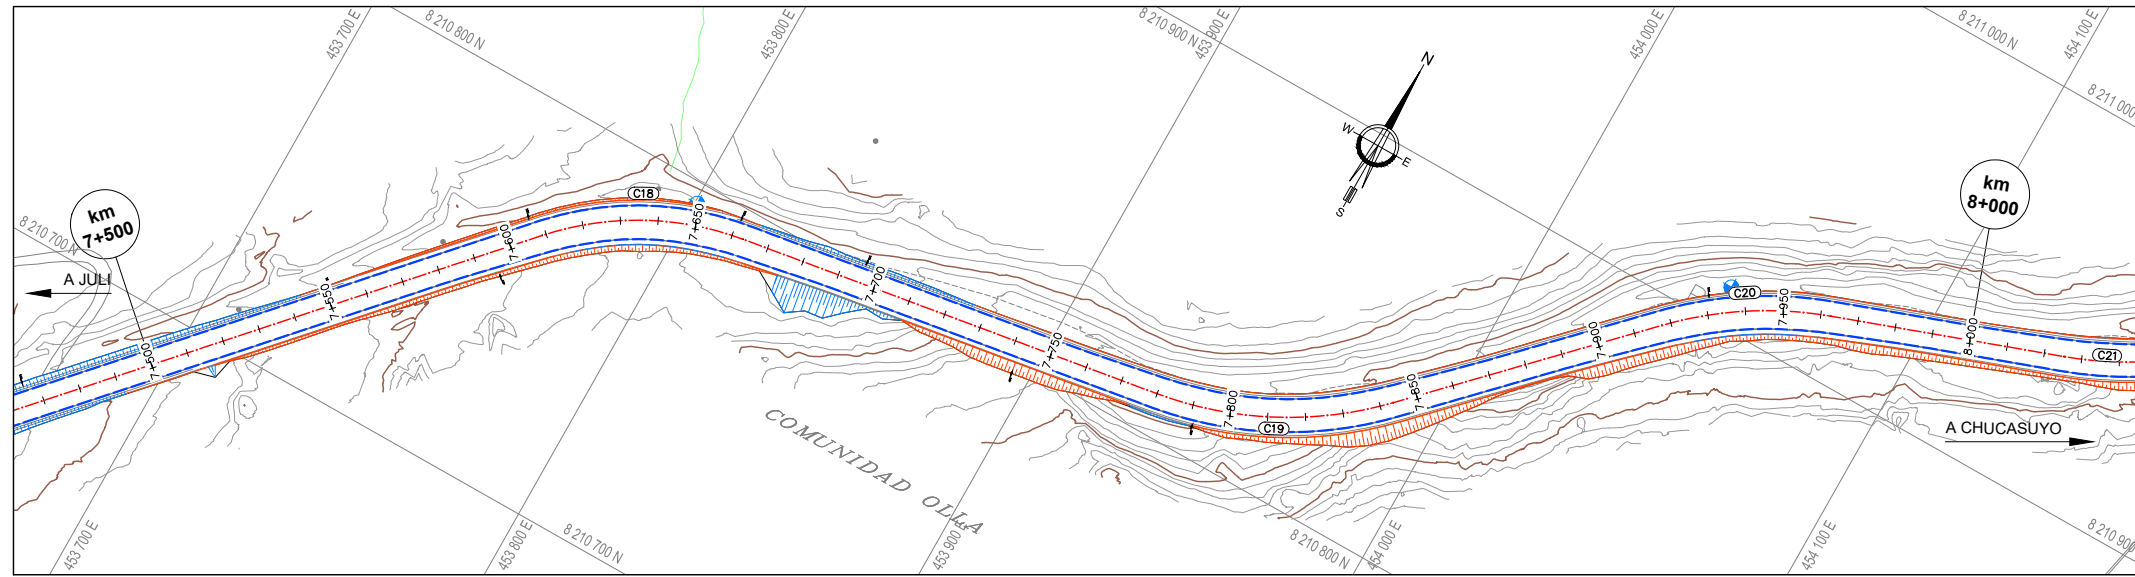 453 700 E
8 210 800 N
453 800 E
8 210 900 N
453 900 E
454 000 E
8 211 000 N
454 100 E
8 211 000
N
W
E
S
km
7+500
km
8+000
8 210 700 N
A JULI
C18
C19
C20
C21
7+500
7+550
7+600
7+650
7+700
7+750
7+800
7+850
7+900
7+950
8+000
A CHUCASUYO
COMUNIDAD OLLA
453 700 E
453 800 E
8 210 700 N
453 900 E
8 210 800 N
454 000 E
454 100 E
8 210 900